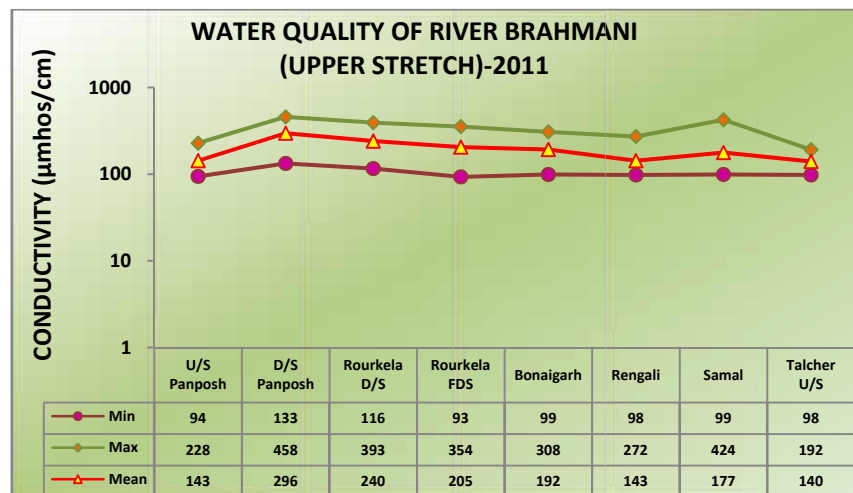 WATER QUALITY OF RIVER BRAHMANI
(UPPER STRETCH)-2011
CONDUCTIVITY (µmhos/cm)
1000
100
10
1
U/S Panposh D/S Panposh Rourkela D/S Rourkela FDS Bonaigarh Rengali Samal Talcher U/S
Min 94 133 116 93 99 98 99 98
Max 228 458 393 354 308 272 424 192
Mean 143 296 240 205 192 143 177 140